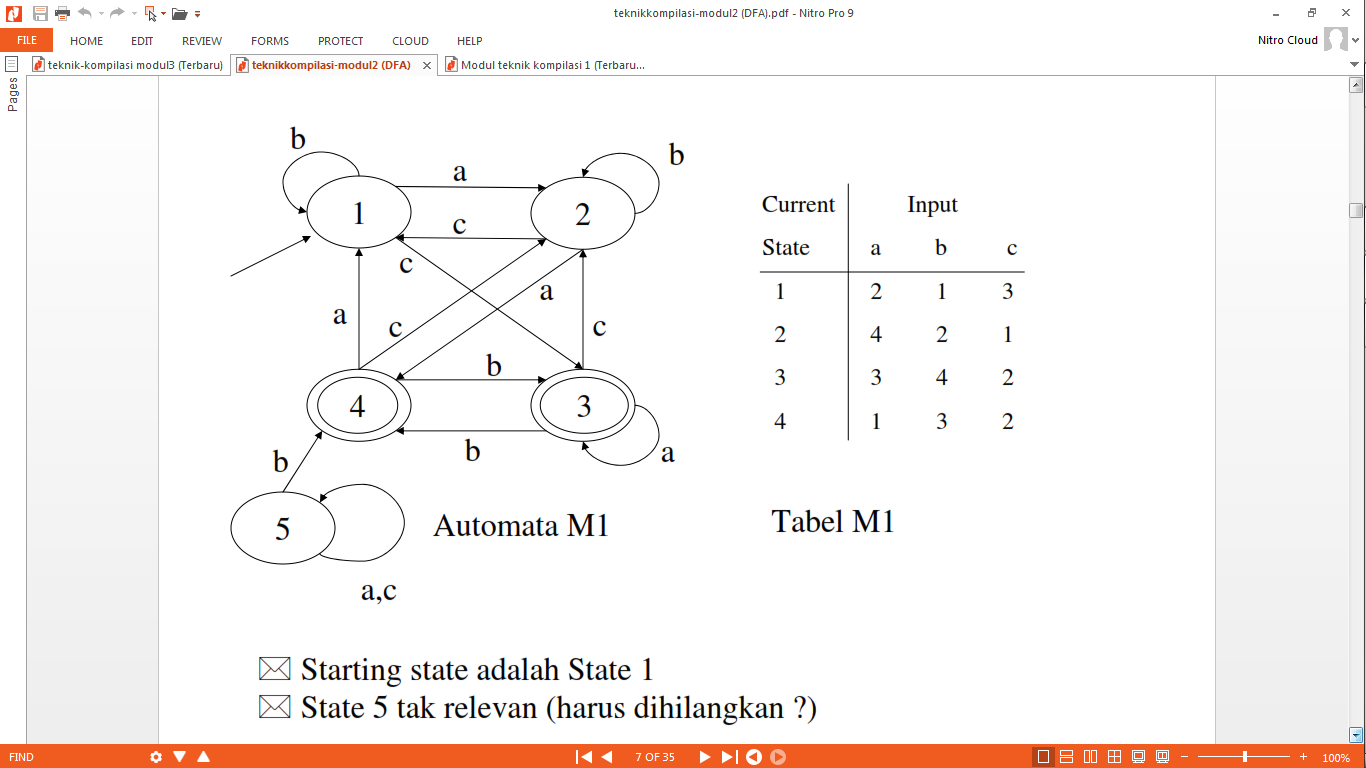 teknikkompilasi-modul2 (DFA).pdf - Nitro Pro 9
FILE HOME EDIT REVIEW FORMS PROTECT CLOUD HELP Nitro Cloud
teknik-kompilasi modul3 (Terbaru) teknikkompilasi-modul2 (DFA) Modul teknik kompilasi 1 (Terbaru...
Pages
b
a
b
1
2
c
c
a
a
c
c
b
4
3
b
a
b
5
a,c
Automata M1
Current Input
State a b c
1 2 1 3
2 4 2 1
3 3 4 2
4 1 3 2
Tabel M1
Starting state adalah State 1
State 5 tak relevan (harus dihilangkan ?)
FIND 7 OF 35 100%